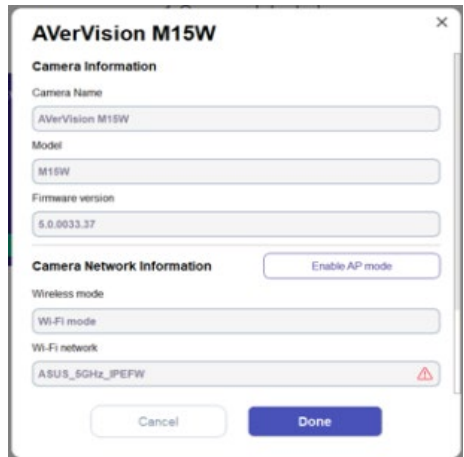 AVerVision M15W
Camera Information
Camera Name
AVerVision M15W
Model
M15W
Firmware version
5.0.0033.37
Camera Network Information
Enable AP mode
Wireless mode
Wi-Fi mode
Wi-Fi network
ASUS_5GHz_IPEFW
Cancel
Done